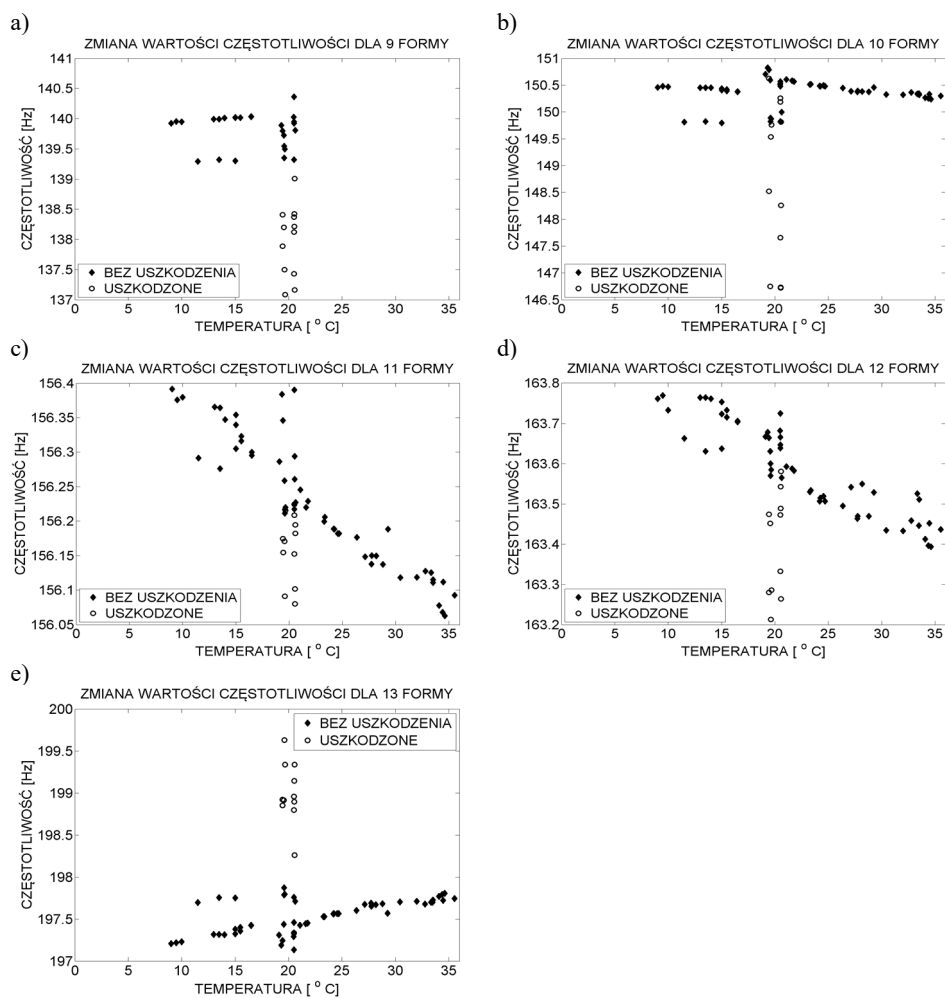 a)
ZMIANA WARTOŚCI CZĘSTOTLIWOŚCI DLA 9 FORMY
141
140.5
140
139.5
139
138.5
138
137.5
137
0 5 10 15 20 25 30 35
CZĘSTOTLIWOŚĆ [Hz]
TEMPERATURA [ ° C]
BEZ USZKODZENIA
USZKODZONE
b)
ZMIANA WARTOŚCI CZĘSTOTLIWOŚCI DLA 10 FORMY
151
150.5
150
149.5
149
148.5
148
147.5
147
146.5
0 5 10 15 20 25 30 35
CZĘSTOTLIWOŚĆ [Hz]
TEMPERATURA [ ° C]
BEZ USZKODZENIA
USZKODZONE
c)
ZMIANA WARTOŚCI CZĘSTOTLIWOŚCI DLA 11 FORMY
156.4
156.35
156.3
156.25
156.2
156.15
156.1
156.05
0 5 10 15 20 25 30 35
CZĘSTOTLIWOŚĆ [Hz]
TEMPERATURA [ ° C]
BEZ USZKODZENIA
USZKODZONE
d)
ZMIANA WARTOŚCI CZĘSTOTLIWOŚCI DLA 12 FORMY
163.8
163.7
163.6
163.5
163.4
163.3
163.2
0 5 10 15 20 25 30 35
CZĘSTOTLIWOŚĆ [Hz]
TEMPERATURA [ ° C]
BEZ USZKODZENIA
USZKODZONE
e)
ZMIANA WARTOŚCI CZĘSTOTLIWOŚCI DLA 13 FORMY
200
199.5
199
198.5
198
197.5
197
0 5 10 15 20 25 30 35
CZĘSTOTLIWOŚĆ [Hz]
TEMPERATURA [ ° C]
BEZ USZKODZENIA
USZKODZONE